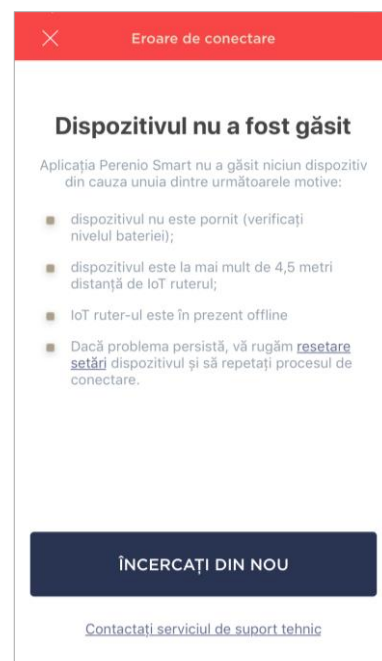 Eroare de conectare
Dispozitivul nu a fost găsit
Aplicația Perenio Smart nu a găsit niciun dispozitiv
din cauza unuia dintre următoarele motive:
dispozitivul nu este pornit (verificați
nivelul bateriei);
dispozitivul este la mai mult de 4,5 metri
distanță de IoT ruterul;
IoT ruter-ul este în prezent offline
Dacă problema persistă, vă rugăm resetare
setări dispozitivul și să repetați procesul de
conectare.
ÎNCERCAȚI DIN NOU
Contactați serviciul de suport tehnic